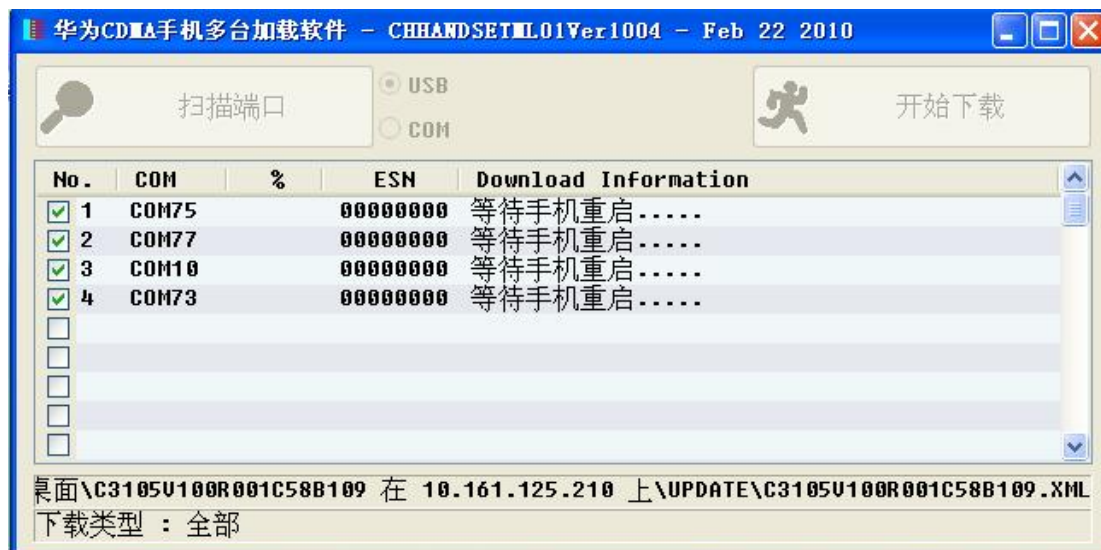 华为CDMA手机多台加载软件 - CHHANDSETML01Ver1004 - Feb 22 2010
扫描端口
USB
COM
开始下载
No. COM % ESN Download Information
1 COM75 00000000 等待手机重启.....
2 COM77 00000000 等待手机重启.....
3 COM10 00000000 等待手机重启.....
4 COM73 00000000 等待手机重启.....
桌面\C3105V100R001C58B109 在 10.161.125.210 上\UPDATE\C3105V100R001C58B109.XML
下载类型 : 全部